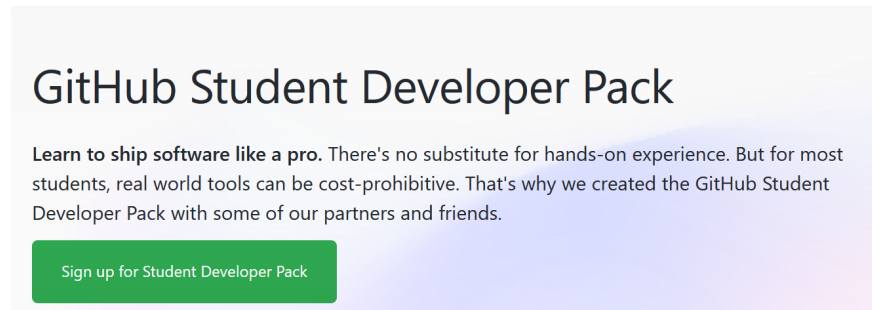 GitHub Student Developer Pack
Learn to ship software like a pro. There's no substitute for hands-on experience. But for most
students, real world tools can be cost-prohibitive. That's why we created the GitHub Student
Developer Pack with some of our partners and friends.
Sign up for Student Developer Pack